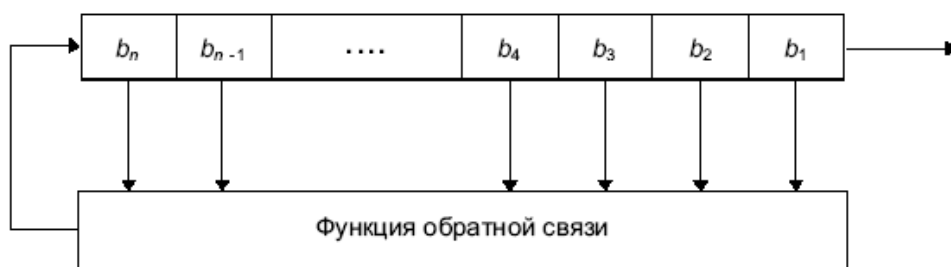 bn bn-1 .... b4 b3 b2 b1
Функция обратной связи